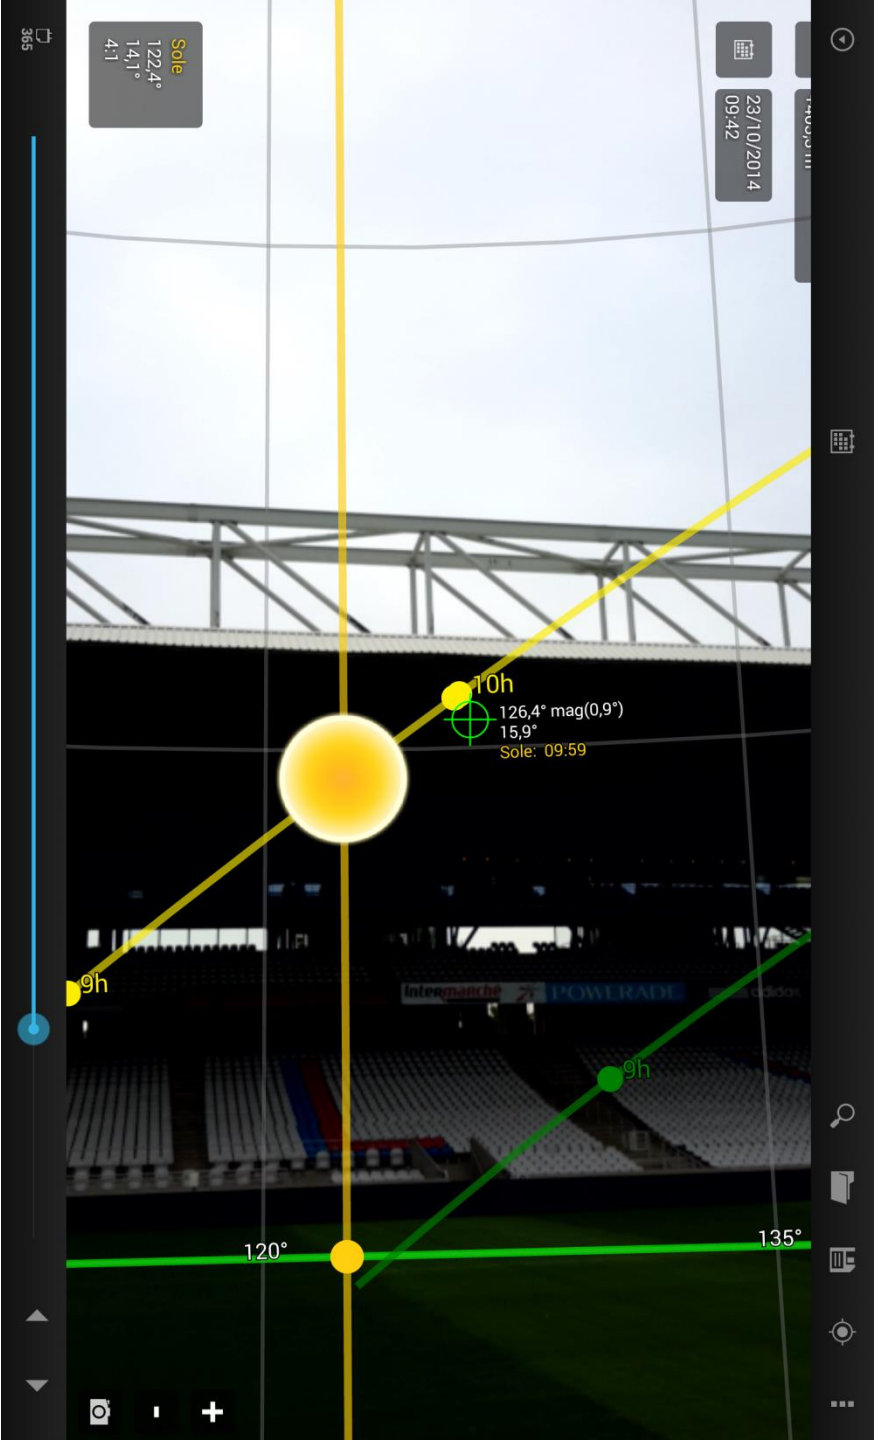 365
Sole
122,4°
14,1°
4:1
23/10/2014
09:42
10h
126,4° mag(0,9°)
15,9°
Sole: 09:59
9h
Intermarché
POWERADE
adidas
9h
120°
135°